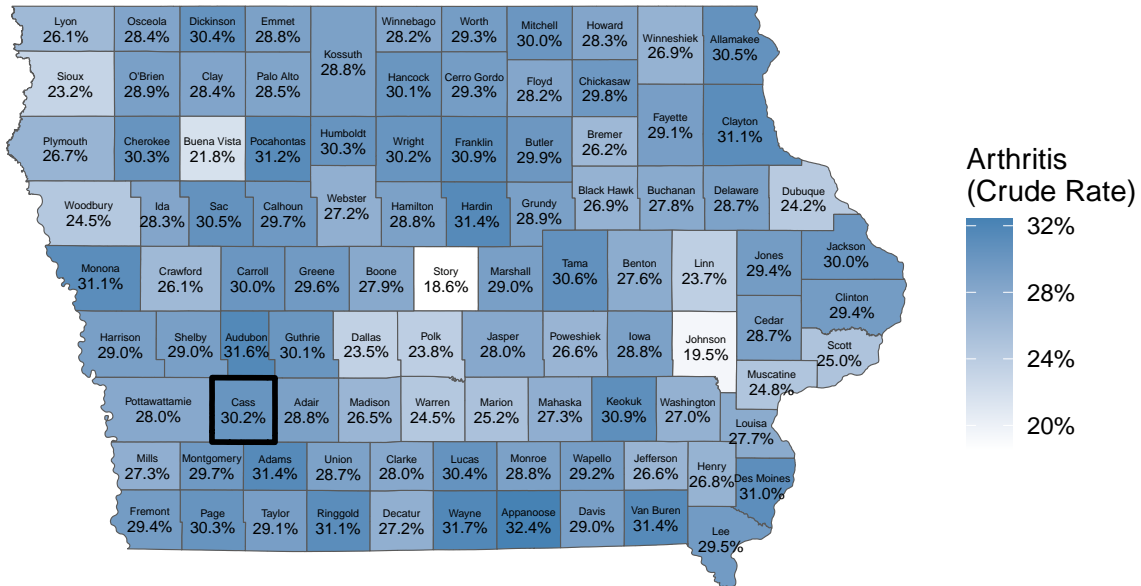 Lyon
26.1%
Osceola
28.4%
Dickinson
30.4%
Emmet
28.8%
Kossuth
28.8%
Winnebago
28.2%
Worth
29.3%
Mitchell
30.0%
Howard
28.3%
Winneshiek
26.9%
Allamakee
30.5%
Sioux
23.2%
O'Brien
28.9%
Clay
28.4%
Palo Alto
28.5%
Hancock
30.1%
Cerro Gordo
29.3%
Floyd
28.2%
Chickasaw
29.8%
Fayette
29.1%
Clayton
31.1%
Plymouth
26.7%
Cherokee
30.3%
Buena Vista
21.8%
Pocahontas
31.2%
Humboldt
30.3%
Wright
30.2%
Franklin
30.9%
Butler
29.9%
Bremer
26.2%
Woodbury
24.5%
Ida
28.3%
Sac
30.5%
Calhoun
29.7%
Webster
27.2%
Hamilton
28.8%
Hardin
31.4%
Grundy
28.9%
Black Hawk
26.9%
Buchanan
27.8%
Delaware
28.7%
Dubuque
24.2%
Monona
31.1%
Crawford
26.1%
Carroll
30.0%
Greene
29.6%
Boone
27.9%
Story
18.6%
Marshall
29.0%
Tama
30.6%
Benton
27.6%
Linn
23.7%
Jones
29.4%
Jackson
30.0%
Clinton
29.4%
Harrison
29.0%
Shelby
29.0%
Audubon
31.6%
Guthrie
30.1%
Dallas
23.5%
Polk
23.8%
Jasper
28.0%
Poweshiek
26.6%
Iowa
28.8%
Johnson
19.5%
Cedar
28.7%
Scott
25.0%
Muscatine
24.8%
Pottawattamie
28.0%
Cass
30.2%
Adair
28.8%
Madison
26.5%
Warren
24.5%
Marion
25.2%
Mahaska
27.3%
Keokuk
30.9%
Washington
27.0%
Louisa
27.7%
Mills
27.3%
Montgomery
29.7%
Adams
31.4%
Union
28.7%
Clarke
28.0%
Lucas
30.4%
Monroe
28.8%
Wapello
29.2%
Jefferson
26.6%
Henry
26.8%
Des Moines
31.0%
Fremont
29.4%
Page
30.3%
Taylor
29.1%
Ringgold
31.1%
Decatur
27.2%
Wayne
31.7%
Appanoose
32.4%
Davis
29.0%
Van Buren
31.4%
Lee
29.5%
Arthritis
(Crude Rate)
32%
28%
24%
20%